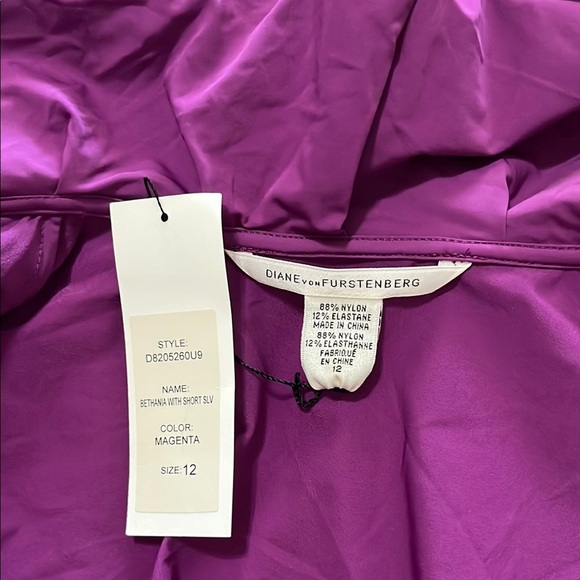 STYLE:
D8205260U9
NAME:
BETHANIA WITH SHORT SLV
COLOR:
MAGENTA
SIZE: 12
DIANE VON FURSTENBERG
88% NYLON
12% ELASTANE
MADE IN CHINA
88% NYLON
12% ELASTHANNE
FABRIQUÉ
EN CHINE
12